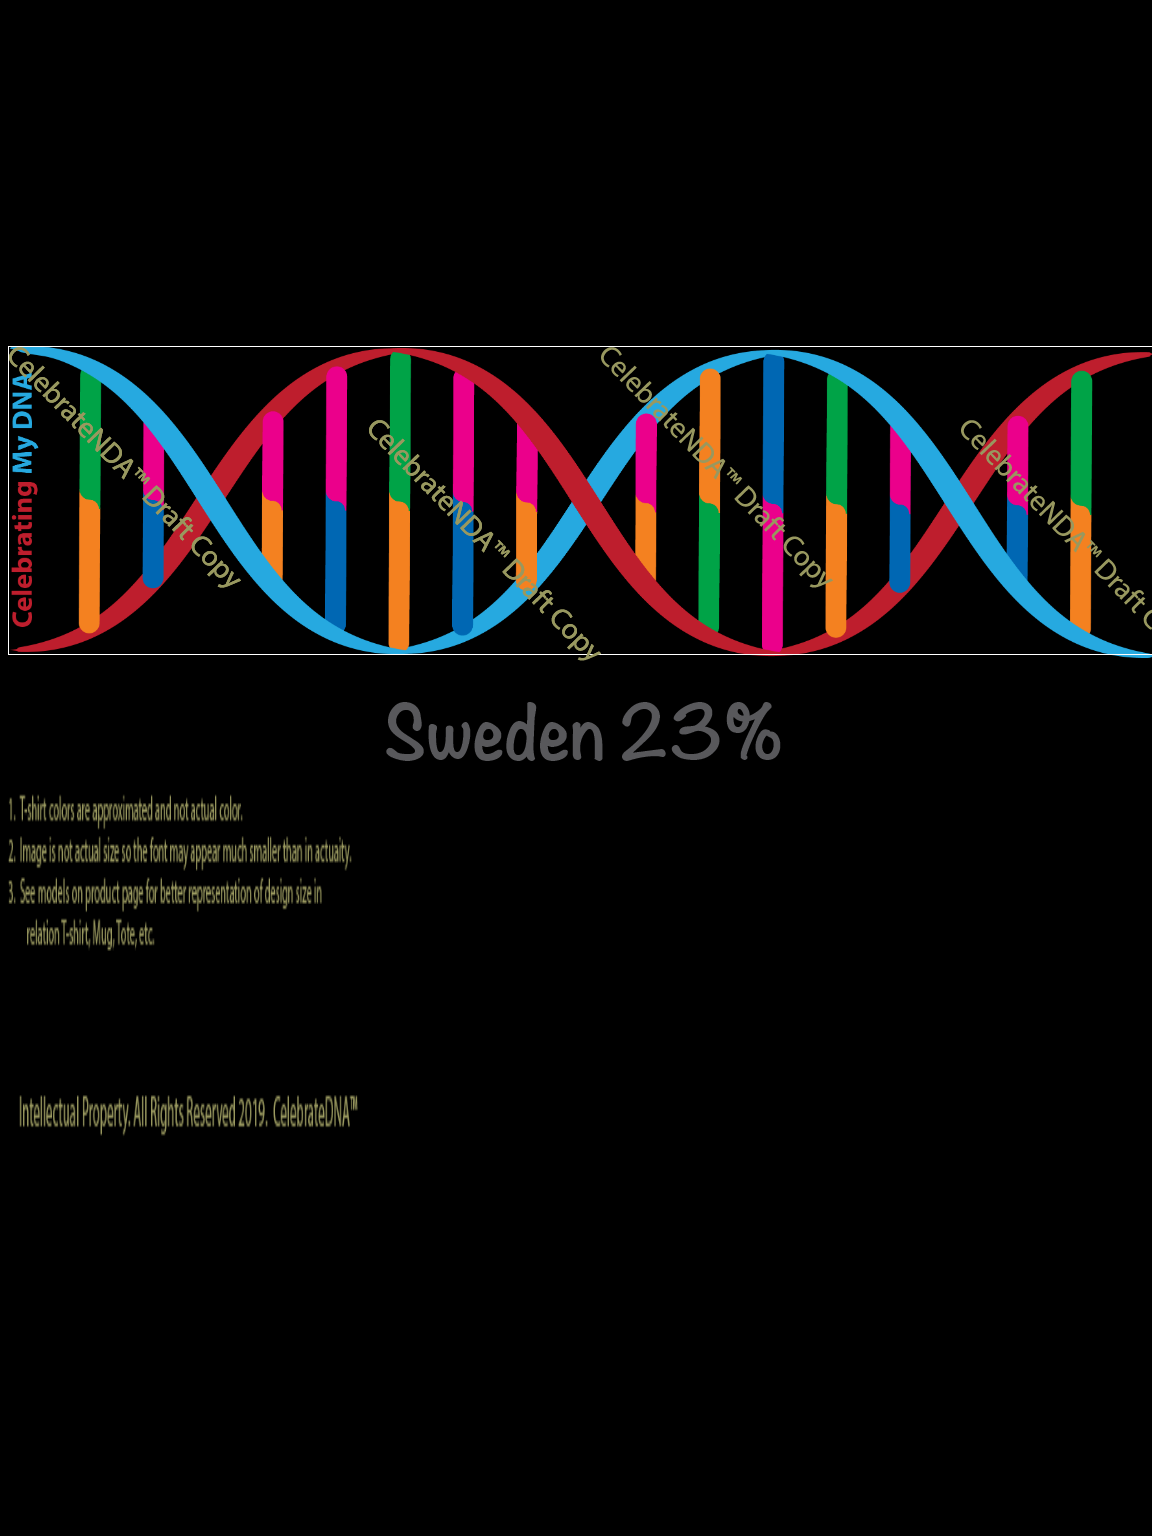 Celebrating My DNA
CelebrateNDA™ Draft Copy
CelebrateNDA™ Draft Copy
CelebrateNDA™ Draft Copy
CelebrateNDA™ Draft C
Sweden 23%
1. T-shirt colors are approximated and not actual color.
2. Image is not actual size so the font may appear much smaller than in actuaity.
3. See models on product page for better representation of design size in
relation T-shirt, Mug, Tote, etc.
Intellectual Property. All Rights Reserved 2019. CelebrateDNA™